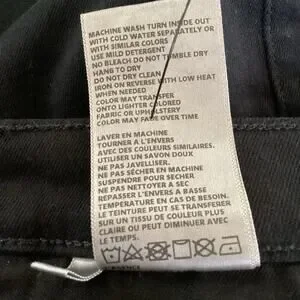 MACHINE WASH TURN INSIDE OUT
WITH COLD WATER SEPARATELY OR
WITH SIMILAR COLORS
USE MILD DETERGENT
NO BLEACH DO NOT TUMBLE DRY
HANG TO DRY
DO NOT DRY CLEAN
IRON ON REVERSE WITH LOW HEAT
WHEN NEEDED
COLOR MAY TRANSFER
ONTO LIGHTER COLORED
FABRIC OR UPHOLSTERY
COLOR MAY FADE OVER TIME
LAVER EN MACHINE
TOURNER A L'ENVERS
AVEC DES COULEURS SIMILAIRES.
UTILISER UN SAVON DOUX
NE PAS JAVELLISER.
NE PAS SÉCHER EN MACHINE
SUSPENDRE POUR SECHER
NE PAS NETTOYER A SEC
REPASSER L'ENVERS A BASSE
TEMPERATURE EN CAS DE BESOIN.
LE TEINTURE PEUT SE TRANSFERER
SUR UN TISSU DE COULEUR PLUS
CLAIRE OU PEUT DIMINUER AVEC
LE TEMPS.